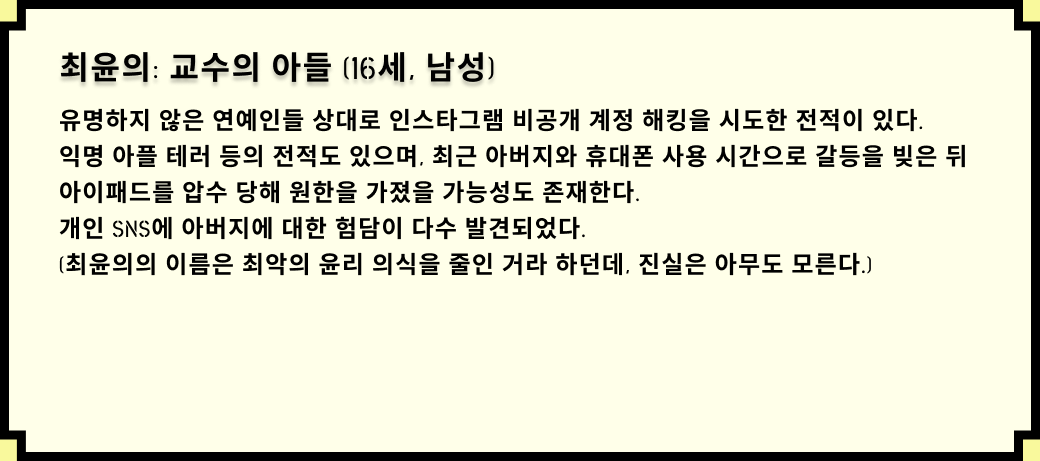 최윤의: 교수의 아들 (16세, 남성)
유명하지 않은 연예인들 상대로 인스타그램 비공개 계정 해킹을 시도한 전적이 있다.
익명 아플 테러 등의 전적도 있으며, 최근 아버지와 휴대폰 사용 시간으로 갈등을 빚은 뒤
아이패드를 압수 당해 원한을 가졌을 가능성도 존재한다.
개인 SNS에 아버지에 대한 험담이 다수 발견되었다.
(최윤의의 이름은 최악의 윤리 의식을 줄인 거라 하던데, 진실은 아무도 모른다.)